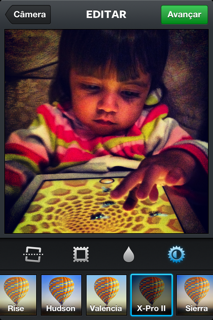 Câmera
EDITAR
Avançar
Rise
Hudson
Valencia
X-Pro II
Sierra